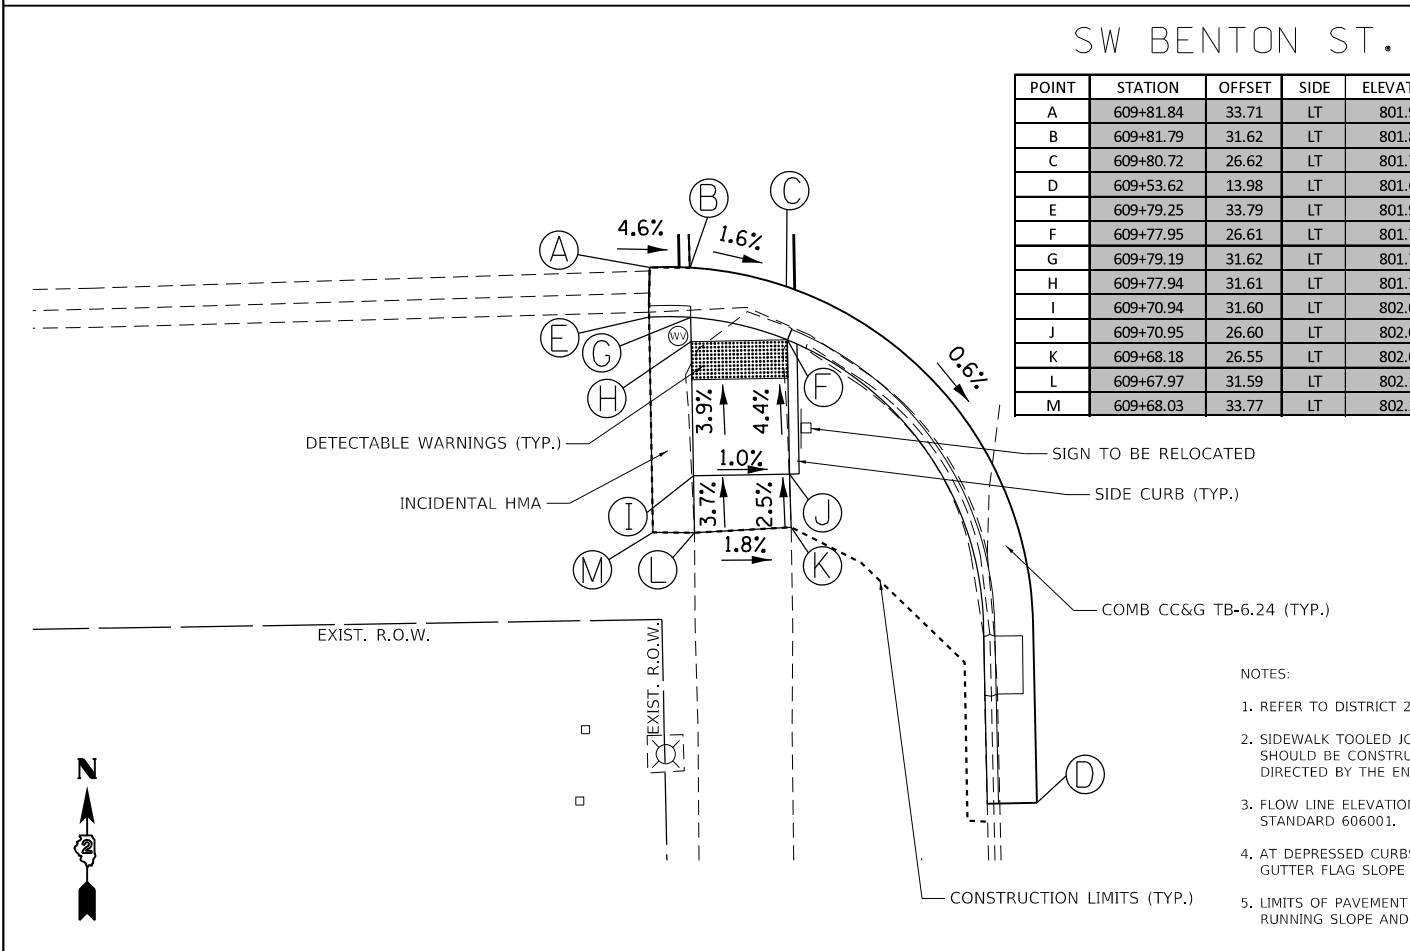 SW BENTON ST.
POINT STATION OFFSET SIDE
A 609+81.84 33.71 LT
B 609+81.79 31.62 LT
C 609+80.72 26.62 LT
D 609+53.62 13.98 LT
E 609+79.25 33.79 LT
F 609+77.95 26.61 LT
G 609+79.19 31.62 LT
H 609+77.94 31.61 LT
I 609+70.94 31.60 LT
J 609+70.95 26.60 LT
K 609+68.18 26.55 LT
L 609+67.97 31.59 LT
M 609+68.03 33.77 LT
B
C
4.6%
1.6%
A
E
G
WV
0.6%
F
H
3.9%
4.4%
DETECTABLE WARNINGS (TYP.)
SIGN TO BE RELOCATED
1.0%
INCIDENTAL HMA
SIDE CURB (TYP.)
I
3.7%
2.5%
J
1.8%
M
L
K
COMB CC&G TB-6.24 (TYP.)
EXIST. R.O.W.
EXIST. R.O.W.
NOTES:
1. REFER TO DISTRICT 2
2. SIDEWALK TOOLED
SHOULD BE
DIRECTED BY THE
3. FLOW LINE
STANDARD 606001.
4. AT DEPRESSED
GUTTER FLAG SLOPE
5. LIMITS OF PAVEMENT
RUNNING SLOPE AND
N
2
D
CONSTRUCTION LIMITS (TYP.)